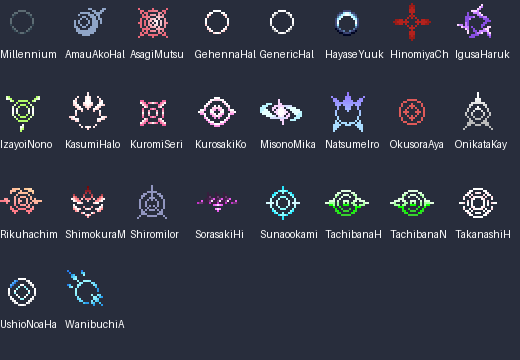 Millennium AmauAkoHal AsagiMutsu GehennaHal GenericHal HayaseYuuk HinomiyaCh IgusaHaruk
IzayoiNono KasumiHalo KuromiSeri KurosakiKo MisonoMika NatsumeIro OkusoraAya OnikataKay
Rikuhachim ShimokuraM ShiromiIor SorasakiHi Sunaookami TachibanaH TachibanaN TakanashiH
UshioNoaHa WanibuchiA